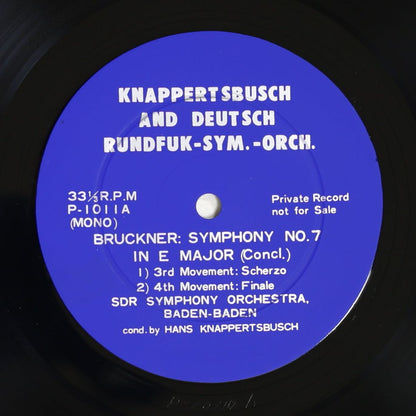 KNAPPERTSBUSCH
AND DEUTSCH
RUNDFUK-SYM.-ORCH.
33⅓R.P.M
P-1011A
(MONO)
Private Record
not for Sale
BRUCKNER: SYMPHONY NO.7
IN E MAJOR (Concl.)
1) 3rd Movement: Scherzo
2) 4th Movement: Finale
SDR SYMPHONY ORCHESTRA,
BADEN-BADEN
cond. by HANS KNAPPERTSBUSCH